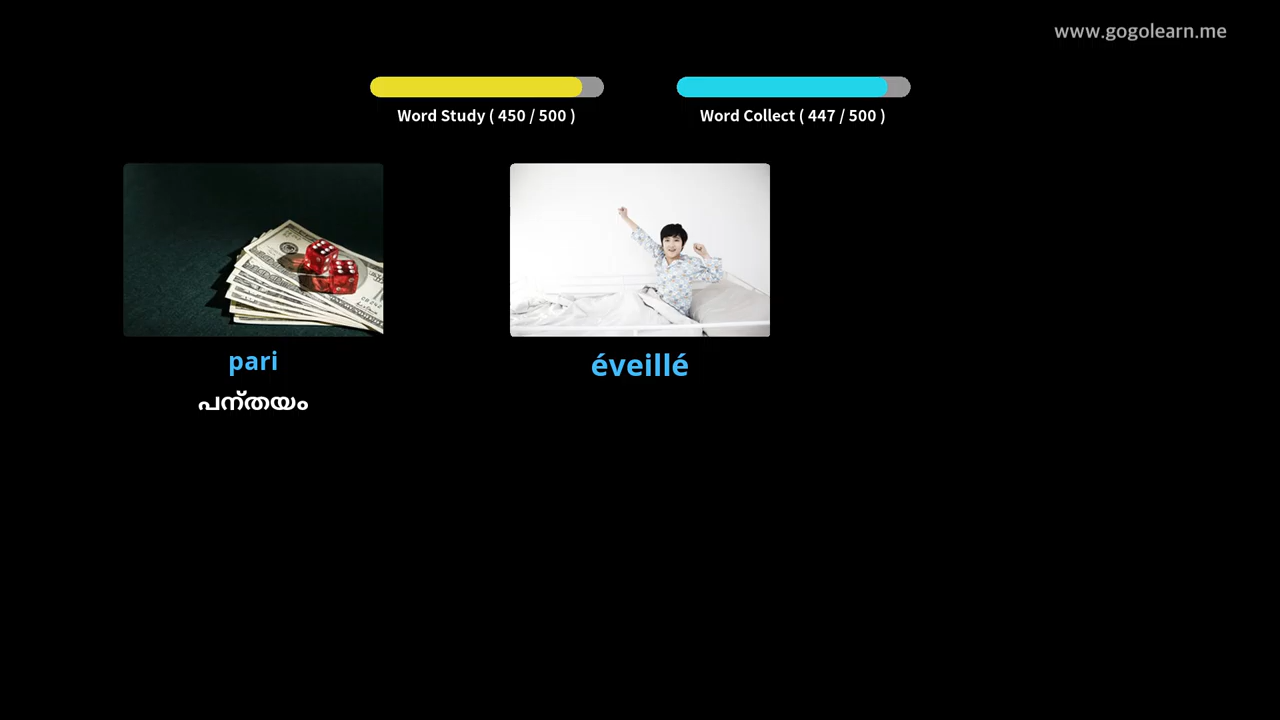 www.gogolearn.me
Word Study ( 450 / 500 )
Word Collect ( 447 / 500 )
pari
éveillé
പന്തയം